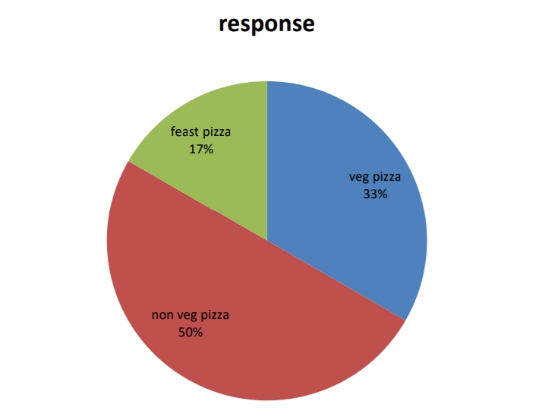 response
feast pizza
17%
veg pizza
33%
non veg pizza
50%